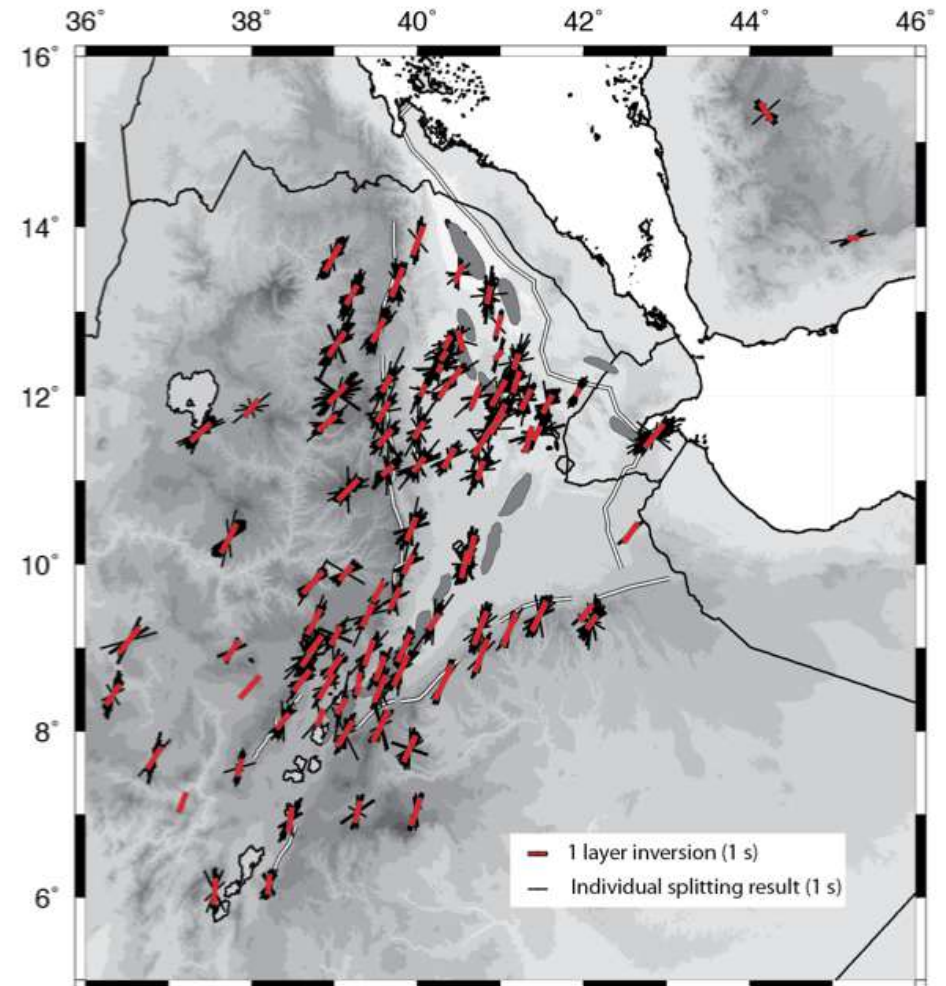 36° 38° 40° 42° 44° 46°
16°
14°
12°
10°
8°
6°
1 layer inversion (1 s)
Individual splitting result (1 s)